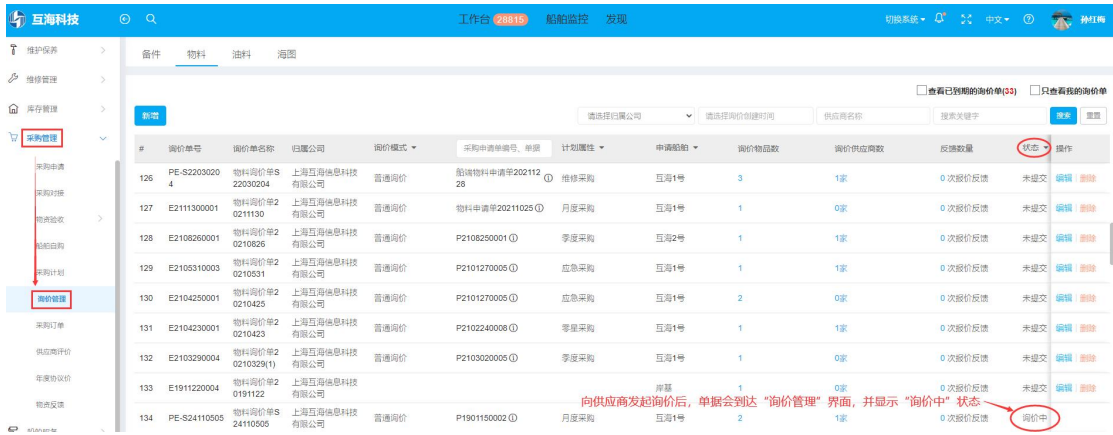 互海科技
工作台 28815 船舶监控 发现
切换系统 中文 孙红梅
维护保养
维修管理
库存管理
采购管理
采购申请
采购对接
物资验收
船舶自购
采购计划
询价管理
采购订单
供应商评价
年度协议价
物资反馈
备件 物料 油料 海图
查看已到期的询价单(33) 只查看我的询价单
新增 请选择归属公司 请选择询价创建时间 供应商名称 搜索关键字 搜索 重置
# 询价单号 询价单名称 归属公司 询价模式 采购申请单编号、单据 计划属性 申请船舶 询价物品数 询价供应商数 反馈数量 状态 操作
126 PE-S22030204 物料询价单S22030204 上海互海信息科技有限公司 普通询价 船端物料申请单20211228 维修采购 互海1号 3 1家 0 次报价反馈 未提交 编辑 删除
127 E2111300001 物料询价单20211130 上海互海信息科技有限公司 普通询价 物料申请单20211025 月度采购 互海1号 1 0家 0 次报价反馈 未提交 编辑 删除
128 E2108260001 物料询价单20210826 上海互海信息科技有限公司 普通询价 P2108250001 季度采购 互海2号 1 1家 0 次报价反馈 未提交 编辑 删除
129 E2105310003 物料询价单20210531 上海互海信息科技有限公司 普通询价 P2101270005 应急采购 互海1号 1 1家 0 次报价反馈 未提交 编辑 删除
130 E2104250001 物料询价单20210425 上海互海信息科技有限公司 普通询价 P2101270005 应急采购 互海1号 2 0家 0 次报价反馈 未提交 编辑 删除
131 E2104230001 物料询价单20210423 上海互海信息科技有限公司 普通询价 P2102240008 零星采购 互海1号 1 1家 0 次报价反馈 未提交 编辑 删除
132 E2103290004 物料询价单20210329(1) 上海互海信息科技有限公司 普通询价 P2103020005 季度采购 互海1号 1 0家 0 次报价反馈 未提交 编辑 删除
133 E1911220004 物料询价单20191122 上海互海信息科技有限公司 岸基 1 0家 0 次报价反馈 未提交 编辑 删除
向供应商发起询价后，单据会到达“询价管理”界面，并显示“询价中”状态
134 PE-S24110505 物料询价单S24110505 上海互海信息科技有限公司 普通询价 P1901150002 月度采购 互海1号 2 1家 0 次报价反馈 询价中